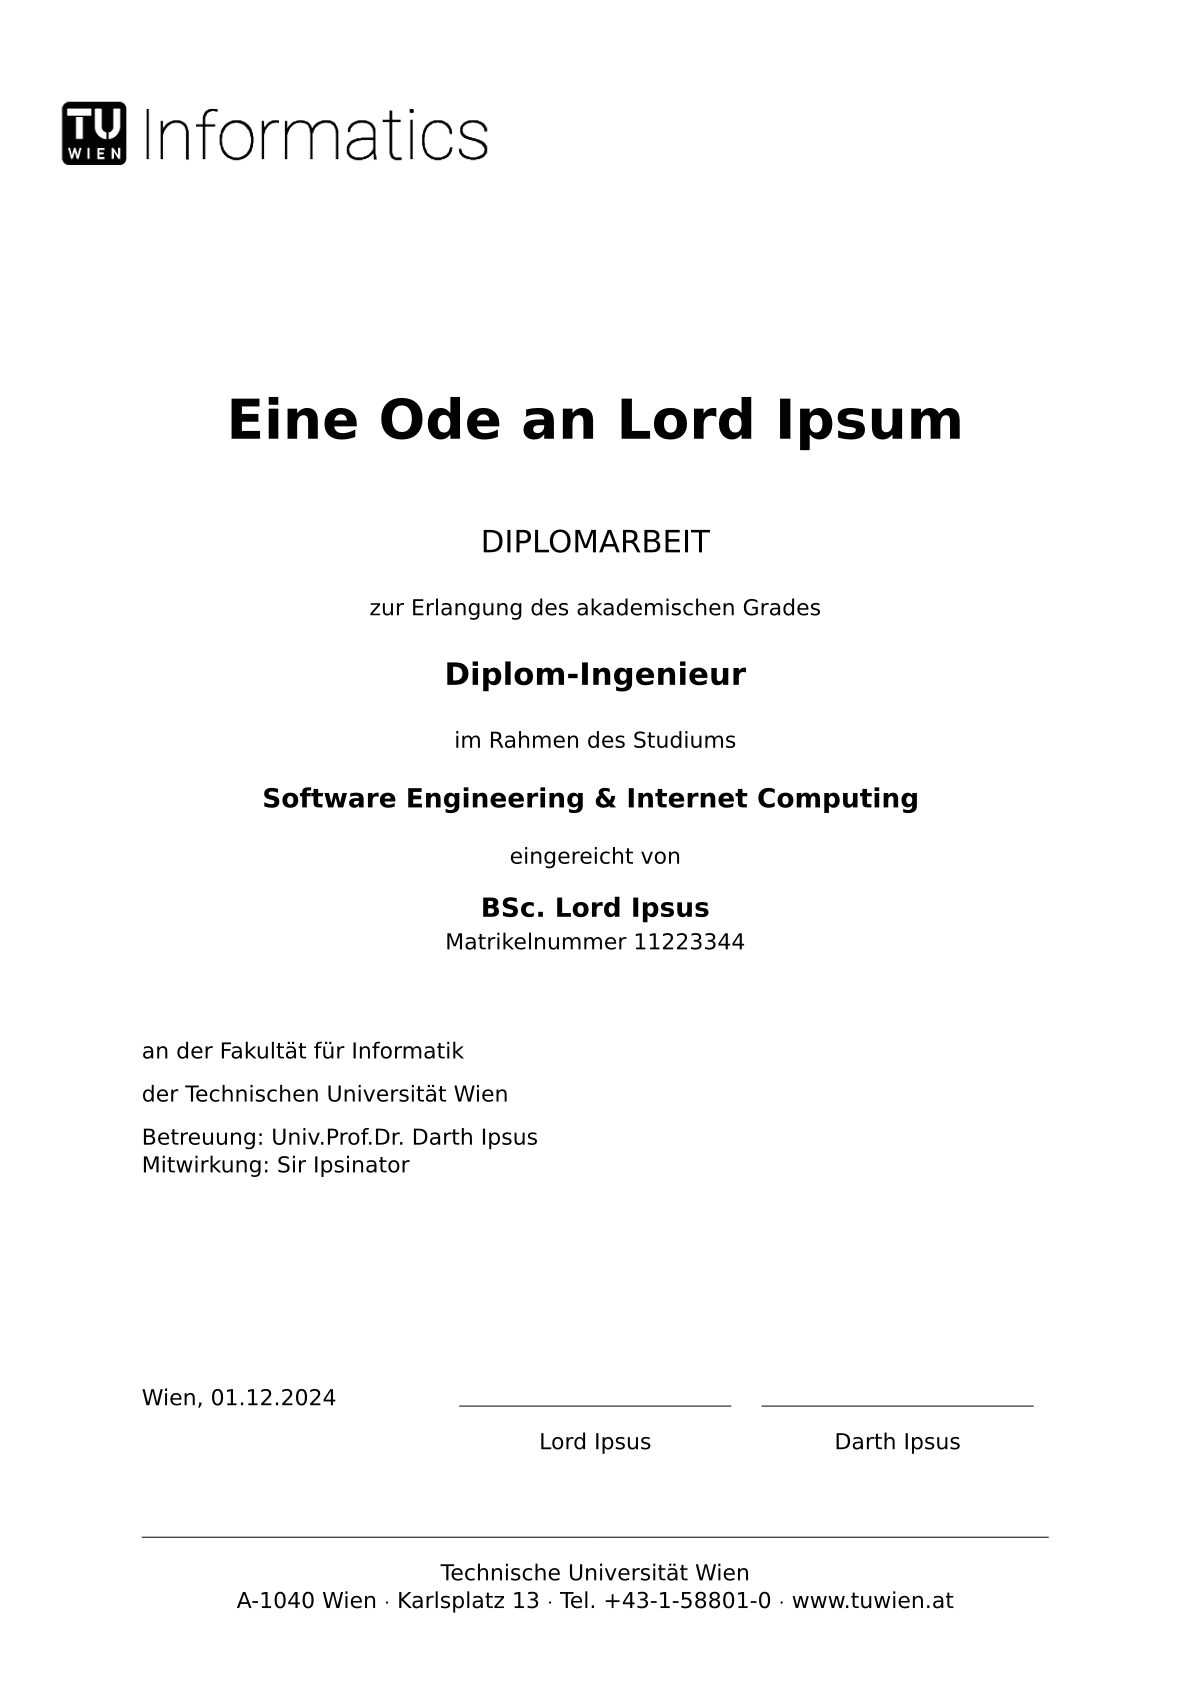 TU
WIEN
Informatics
Eine Ode an Lord Ipsum
DIPLOMARBEIT
zur Erlangung des akademischen Grades
Diplom-Ingenieur
im Rahmen des Studiums
Software Engineering & Internet Computing
eingereicht von
BSc. Lord Ipsus
Matrikelnummer 11223344
an der Fakultät für Informatik
der Technischen Universität Wien
Betreuung: Univ.Prof.Dr. Darth Ipsus
Mitwirkung: Sir Ipsinator
Wien, 01.12.2024
Lord Ipsus
Darth Ipsus
Technische Universität Wien
A-1040 Wien · Karlsplatz 13 · Tel. +43-1-58801-0 · www.tuwien.at